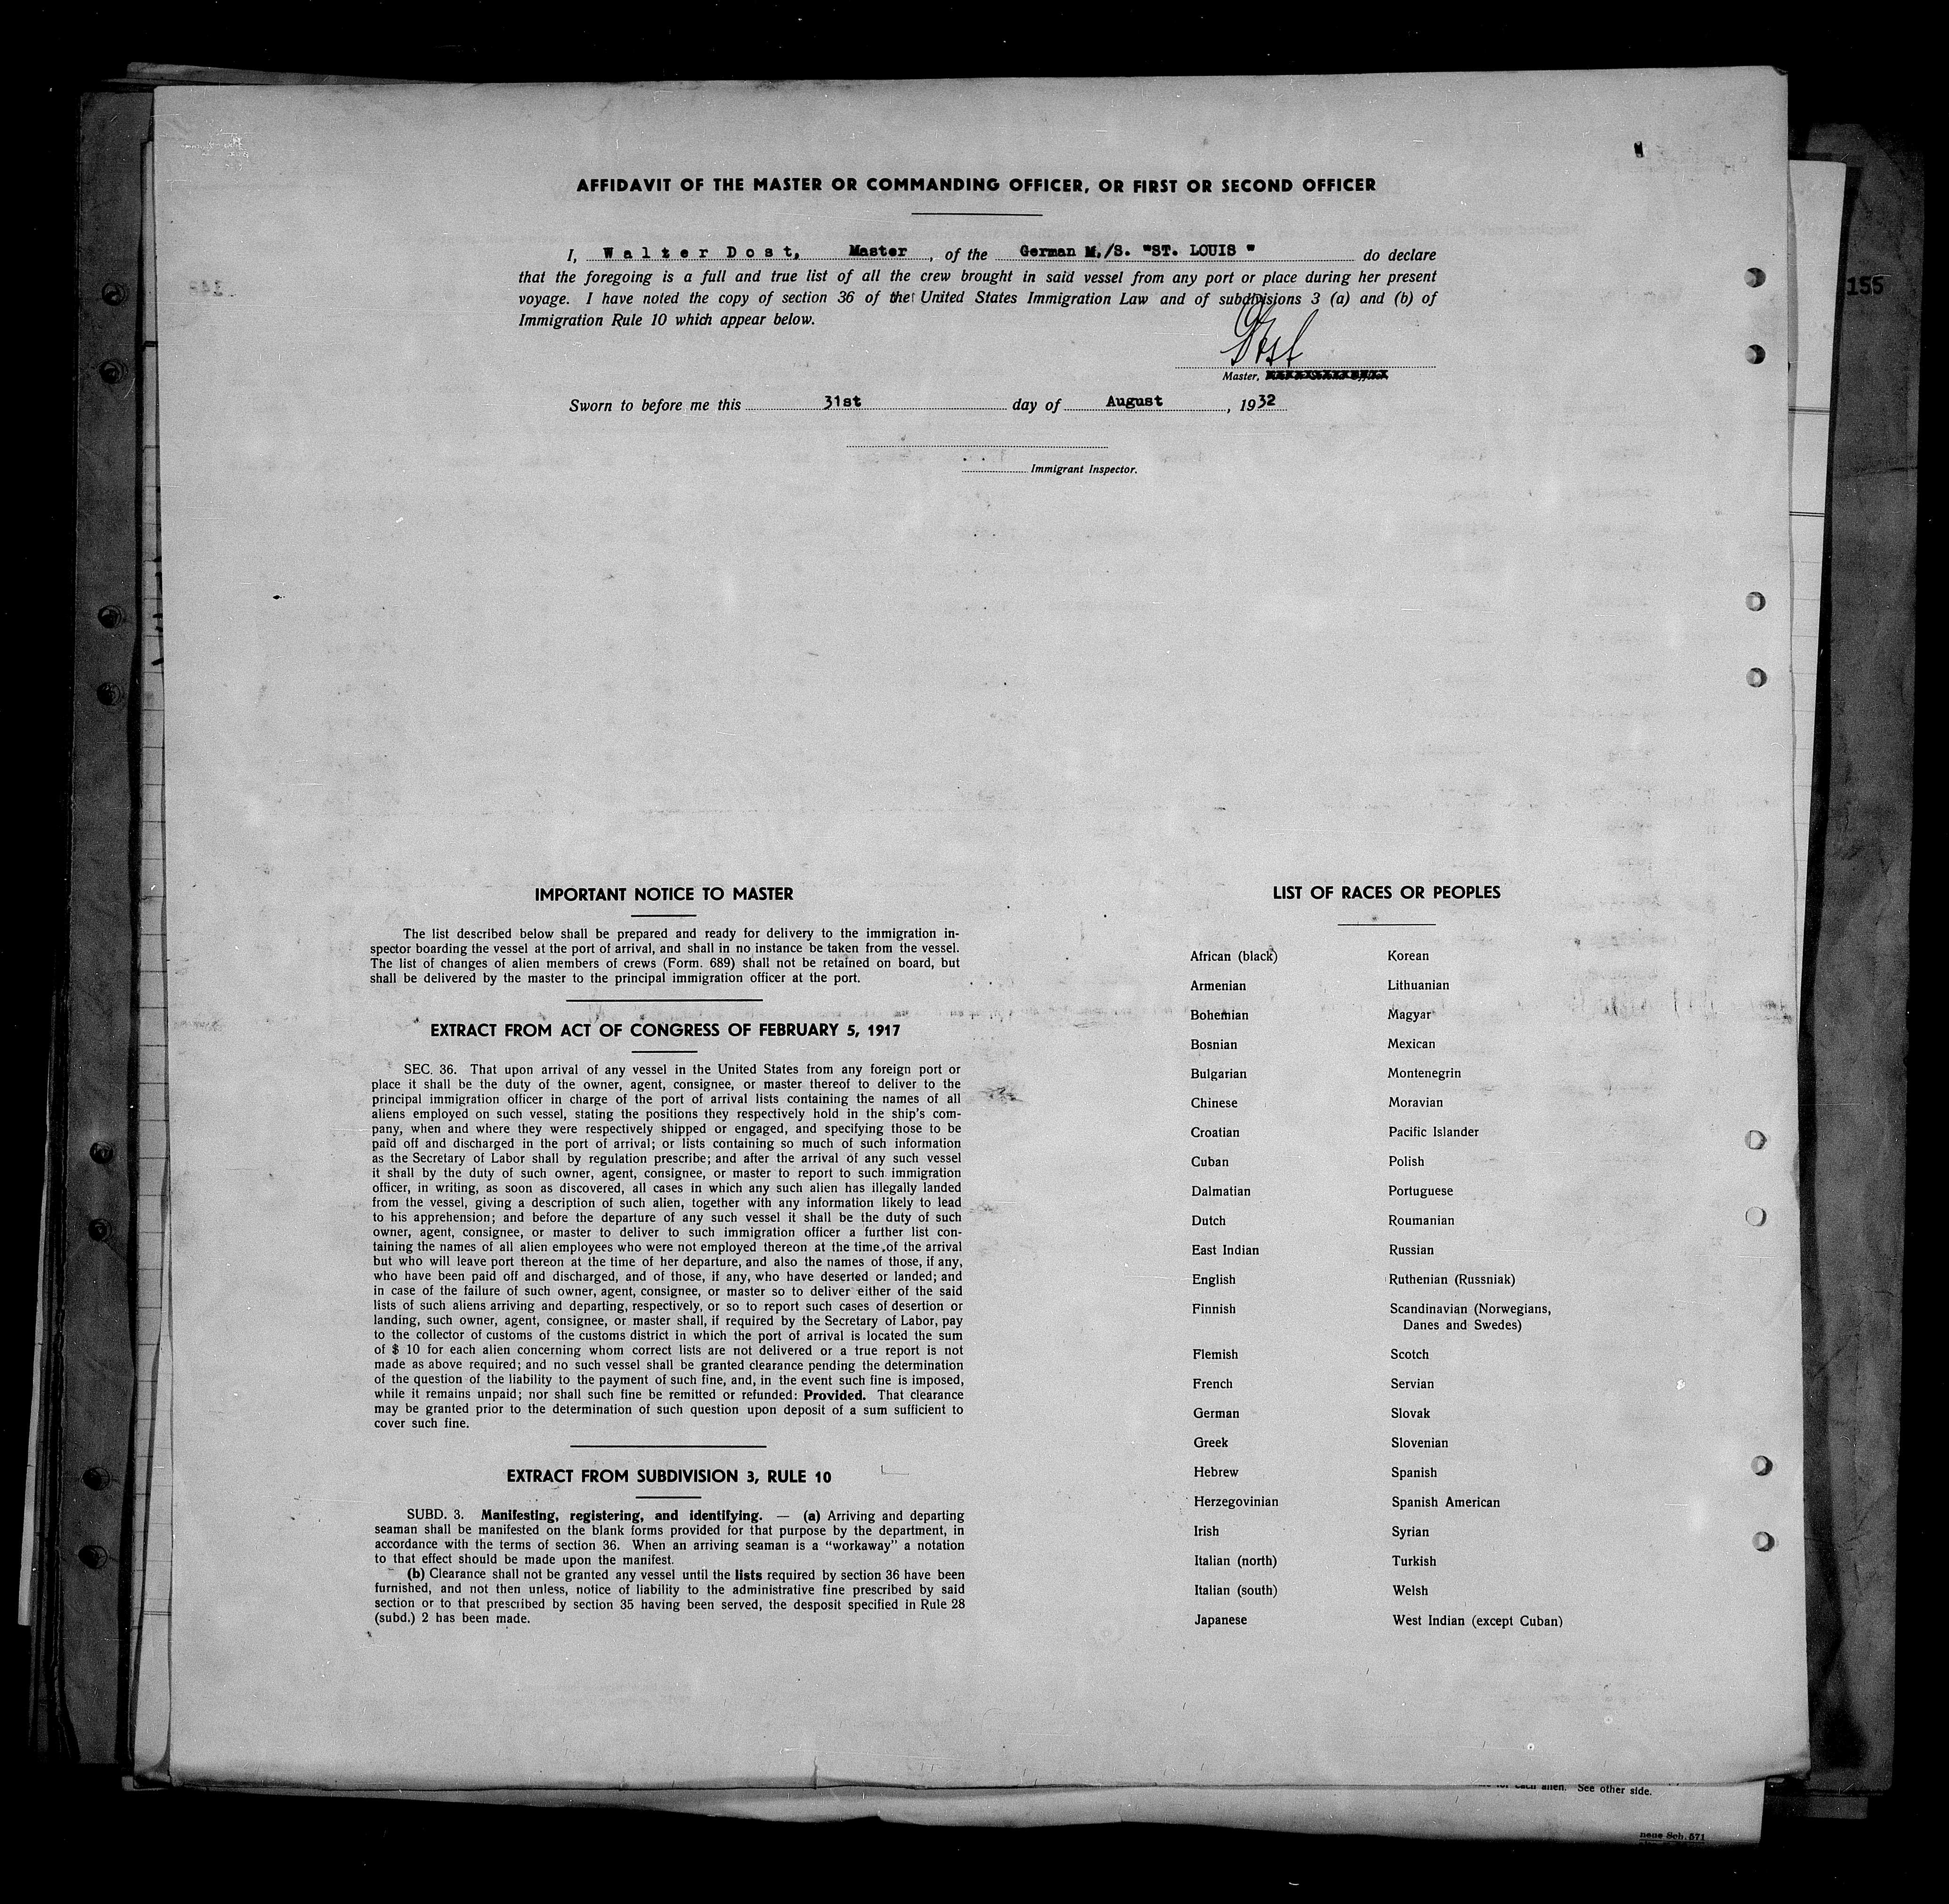 AFFIDAVIT OF THE MASTER OR COMMANDING OFFICER, OR FIRST OR SECOND OFFICER
I, Walter Dost, Master, of the German M./S. "ST. LOUIS" do declare
that the foregoing is a full and true list of all the crew brought in said vessel from any port or place during her present
voyage. I have noted the copy of section 36 of the United States Immigration Law and of subdivisions 3 (a) and (b) of
Immigration Rule 10 which appear below.
Dost
Master,
Sworn to before me this 31st day of August, 1932
Immigrant Inspector.
155
IMPORTANT NOTICE TO MASTER
The list described below shall be prepared and ready for delivery to the immigration in-
spector boarding the vessel at the port of arrival, and shall in no instance be taken from the vessel.
The list of changes of alien members of crews (Form. 689) shall not be retained on board, but
shall be delivered by the master to the principal immigration officer at the port.
EXTRACT FROM ACT OF CONGRESS OF FEBRUARY 5, 1917
SEC. 36. That upon arrival of any vessel in the United States from any foreign port or
place it shall be the duty of the owner, agent, consignee, or master thereof to deliver to the
principal immigration officer in charge of the port of arrival lists containing the names of all
aliens employed on such vessel, stating the positions they respectively hold in the ship's com-
pany, when and where they were respectively shipped or engaged, and specifying those to be
paid off and discharged in the port of arrival; or lists containing so much of such information
as the Secretary of Labor shall by regulation prescribe; and after the arrival of any such vessel
it shall by the duty of such owner, agent, consignee, or master to report to such immigration
officer, in writing, as soon as discovered, all cases in which any such alien has illegally landed
from the vessel, giving a description of such alien, together with any information likely to lead
to his apprehension; and before the departure of any such vessel it shall be the duty of such
owner, agent, consignee, or master to deliver to such immigration officer a further list con-
taining the names of all alien employees who were not employed thereon at the time of the arrival
but who will leave port thereon at the time of her departure, and also the names of those, if any,
who have been paid off and discharged, and of those, if any, who have deserted or landed; and
in case of the failure of such owner, agent, consignee, or master so to deliver either of the said
lists of such aliens arriving and departing, respectively, or so to report such cases of desertion or
landing, such owner, agent, consignee, or master shall, if required by the Secretary of Labor, pay
to the collector of customs of the customs district in which the port of arrival is located the sum
of $ 10 for each alien concerning whom correct lists are not delivered or a true report is not
made as above required; and no such vessel shall be granted clearance pending the determination
of the question of the liability to the payment of such fine, and, in the event such fine is imposed,
while it remains unpaid; nor shall such fine be remitted or refunded: Provided. That clearance
may be granted prior to the determination of such question upon deposit of a sum sufficient to
cover such fine.
EXTRACT FROM SUBDIVISION 3, RULE 10
SUBD. 3. Manifesting, registering, and identifying. — (a) Arriving and departing
seaman shall be manifested on the blank forms provided for that purpose by the department, in
accordance with the terms of section 36. When an arriving seaman is a "workaway" a notation
to that effect should be made upon the manifest.
(b) Clearance shall not be granted any vessel until the lists required by section 36 have been
furnished, and not then unless, notice of liability to the administrative fine prescribed by said
section or to that prescribed by section 35 having been served, the desposit specified in Rule 28
(subd.) 2 has been made.
LIST OF RACES OR PEOPLES
African (black) Korean
Armenian Lithuanian
Bohemian Magyar
Bosnian Mexican
Bulgarian Montenegrin
Chinese Moravian
Croatian Pacific Islander
Cuban Polish
Dalmatian Portuguese
Dutch Roumanian
East Indian Russian
English Ruthenian (Russniak)
Finnish Scandinavian (Norwegians,
Danes and Swedes)
Flemish Scotch
French Servian
German Slovak
Greek Slovenian
Hebrew Spanish
Herzegovinian Spanish American
Irish Syrian
Italian (north) Turkish
Italian (south) Welsh
Japanese West Indian (except Cuban)
for each alien. See other side.
neue Sch. 571